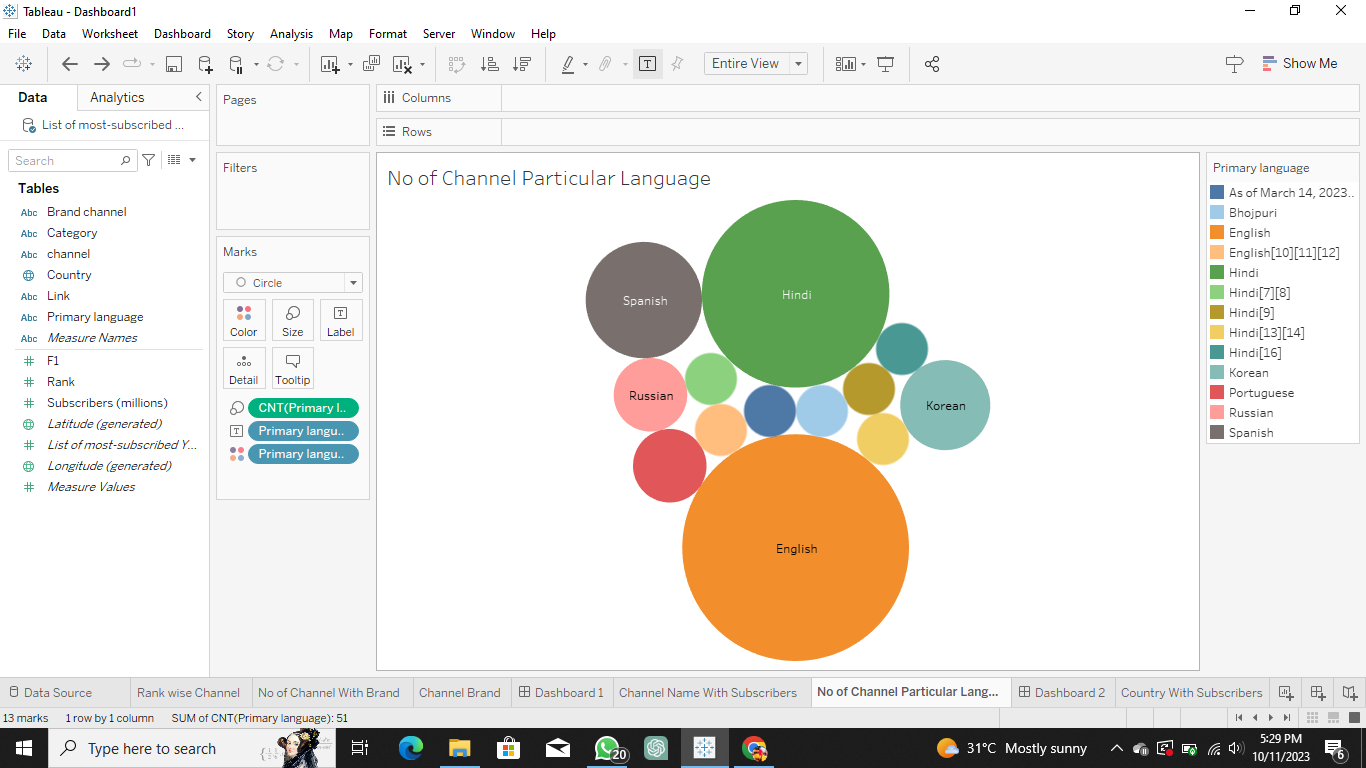 Tableau - Dashboard1
File Data Worksheet Dashboard Story Analysis Map Format Server Window Help
Entire View
Show Me
Data Analytics
List of most-subscribed ...
Search
Tables
Abc Brand channel
Abc Category
Abc channel
Country
Abc Link
Abc Primary language
Abc Measure Names
F1
Rank
Subscribers (millions)
Latitude (generated)
List of most-subscribed Y...
Longitude (generated)
Measure Values
Pages
Filters
Marks
Circle
Color Size Label
Detail Tooltip
CNT(Primary l..
Primary langu..
Primary langu..
Columns
Rows
No of Channel Particular Language
Hindi
Spanish
Russian
Korean
English
Primary language
As of March 14, 2023..
Bhojpuri
English
English[10][11][12]
Hindi
Hindi[7][8]
Hindi[9]
Hindi[13][14]
Hindi[16]
Korean
Portuguese
Russian
Spanish
Data Source Rank wise Channel No of Channel With Brand Channel Brand Dashboard 1 Channel Name With Subscribers No of Channel Particular Lang... Dashboard 2 Country With Subscribers
13 marks 1 row by 1 column SUM of CNT(Primary language): 51
Type here to search
20
31°C Mostly sunny
5:29 PM
10/11/2023
6